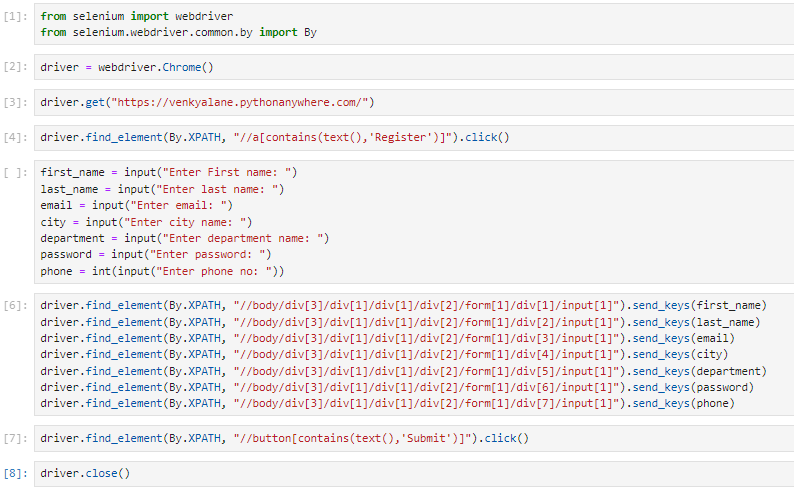 [1]: from selenium import webdriver
from selenium.webdriver.common.by import By
[2]: driver = webdriver.Chrome()
[3]: driver.get("https://venkyalane.pythonanywhere.com/")
[4]: driver.find_element(By.XPATH, "//a[contains(text(),'Register')]").click()
[ ]: first_name = input("Enter First name: ")
last_name = input("Enter last name: ")
email = input("Enter email: ")
city = input("Enter city name: ")
department = input("Enter department name: ")
password = input("Enter password: ")
phone = int(input("Enter phone no: "))
[6]: driver.find_element(By.XPATH, "//body/div[3]/div[1]/div[1]/div[2]/form[1]/div[1]/input[1]").send_keys(first_name)
driver.find_element(By.XPATH, "//body/div[3]/div[1]/div[1]/div[2]/form[1]/div[2]/input[1]").send_keys(last_name)
driver.find_element(By.XPATH, "//body/div[3]/div[1]/div[1]/div[2]/form[1]/div[3]/input[1]").send_keys(email)
driver.find_element(By.XPATH, "//body/div[3]/div[1]/div[1]/div[2]/form[1]/div[4]/input[1]").send_keys(city)
driver.find_element(By.XPATH, "//body/div[3]/div[1]/div[1]/div[2]/form[1]/div[5]/input[1]").send_keys(department)
driver.find_element(By.XPATH, "//body/div[3]/div[1]/div[1]/div[2]/form[1]/div[6]/input[1]").send_keys(password)
driver.find_element(By.XPATH, "//body/div[3]/div[1]/div[1]/div[2]/form[1]/div[7]/input[1]").send_keys(phone)
[7]: driver.find_element(By.XPATH, "//button[contains(text(),'Submit')]").click()
[8]: driver.close()